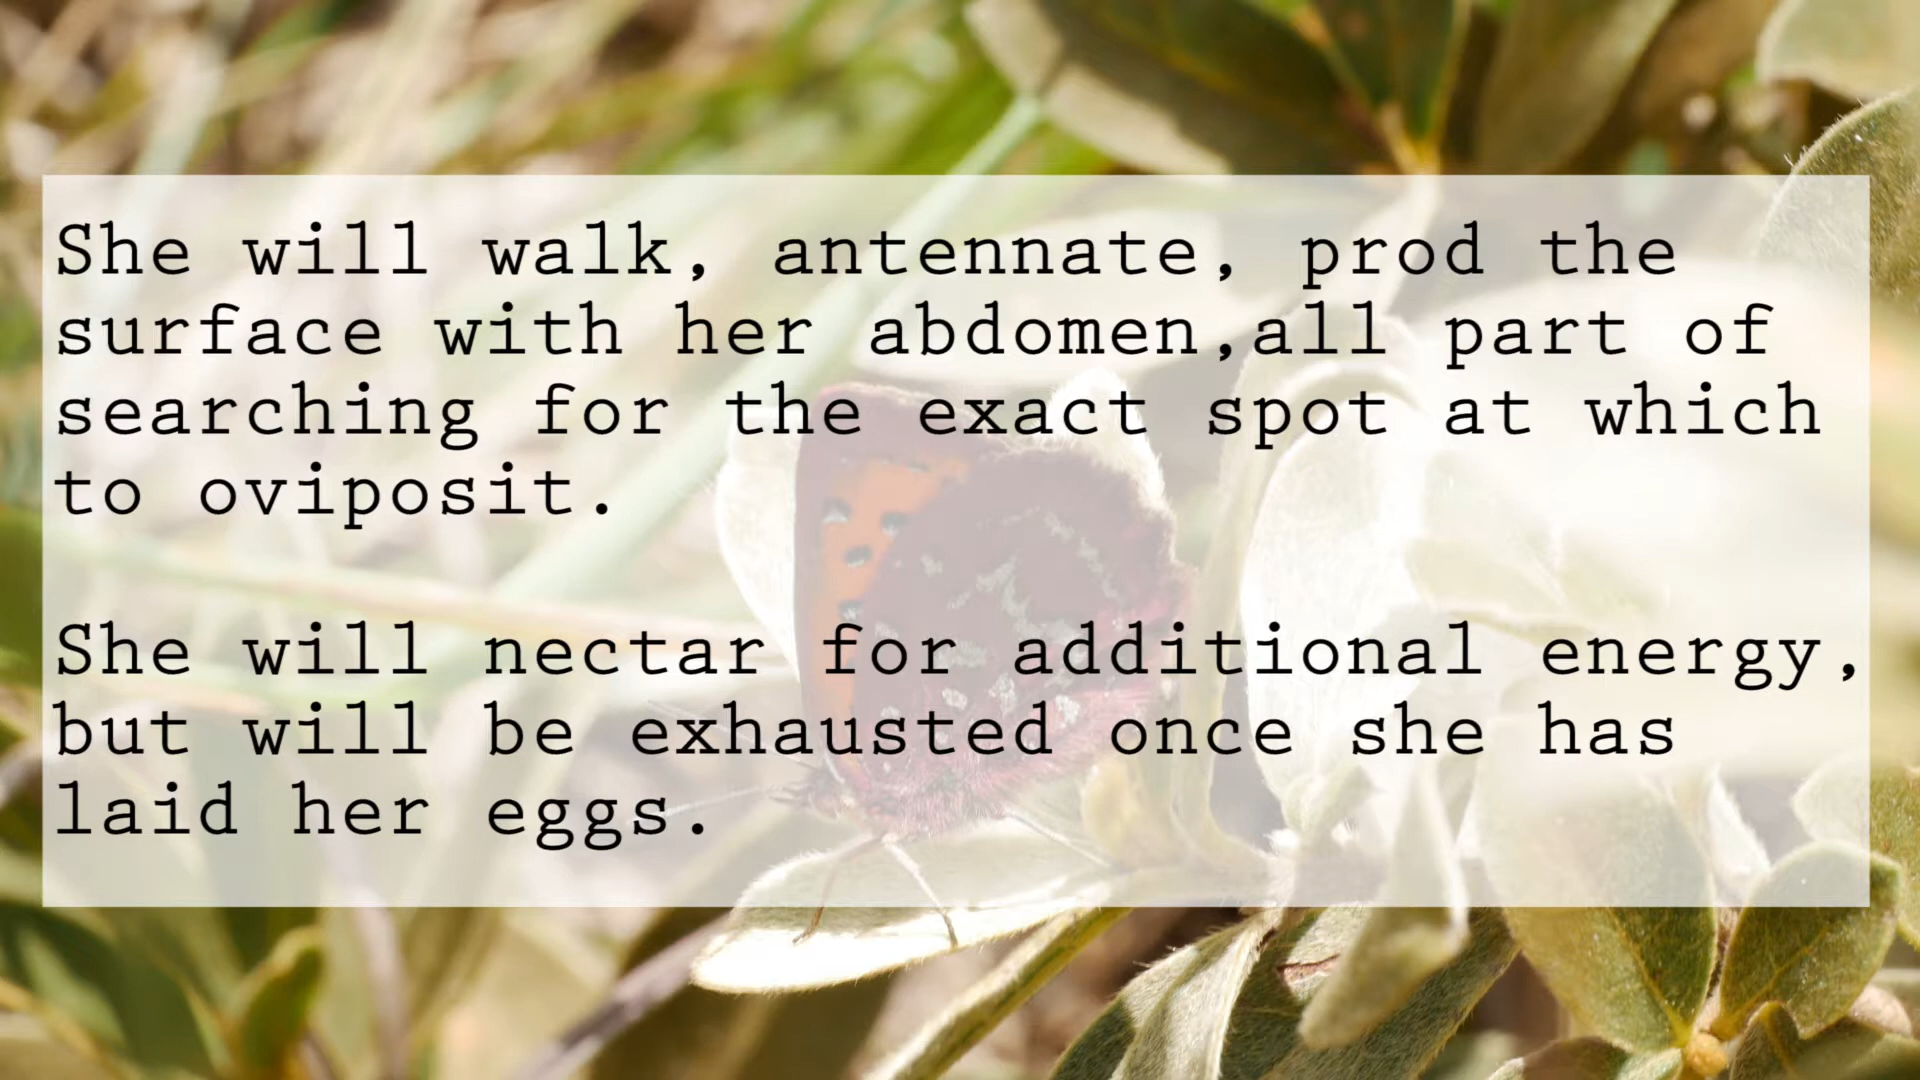 She will walk, antennate, prod the
surface with her abdomen,all part of
searching for the exact spot at which
to oviposit.
She will nectar for additional energy,
but will be exhausted once she has
laid her eggs.